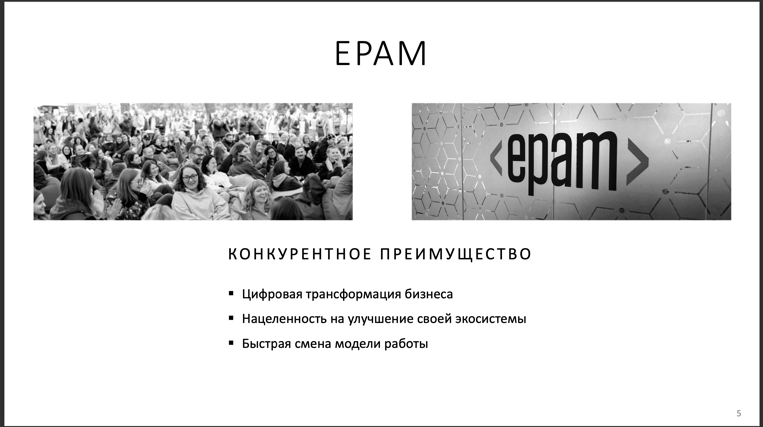 EPAM
<epam>
КОНКУРЕНТНОЕ ПРЕИМУЩЕСТВО
▪ Цифровая трансформация бизнеса
▪ Нацеленность на улучшение своей экосистемы
▪ Быстрая смена модели работы
5